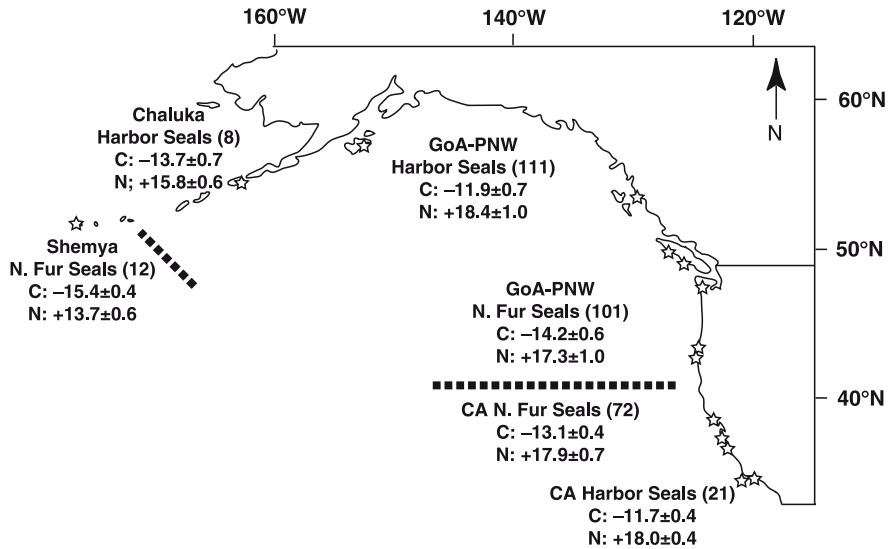 160°W
140°W
120°W
60°N
50°N
40°N
N
Chaluka
Harbor Seals (8)
C: –13.7±0.7
N; +15.8±0.6
GoA-PNW
Harbor Seals (111)
C: –11.9±0.7
N: +18.4±1.0
Shemya
N. Fur Seals (12)
C: –15.4±0.4
N: +13.7±0.6
GoA-PNW
N. Fur Seals (101)
C: –14.2±0.6
N: +17.3±1.0
CA N. Fur Seals (72)
C: –13.1±0.4
N: +17.9±0.7
CA Harbor Seals (21)
C: –11.7±0.4
N: +18.0±0.4